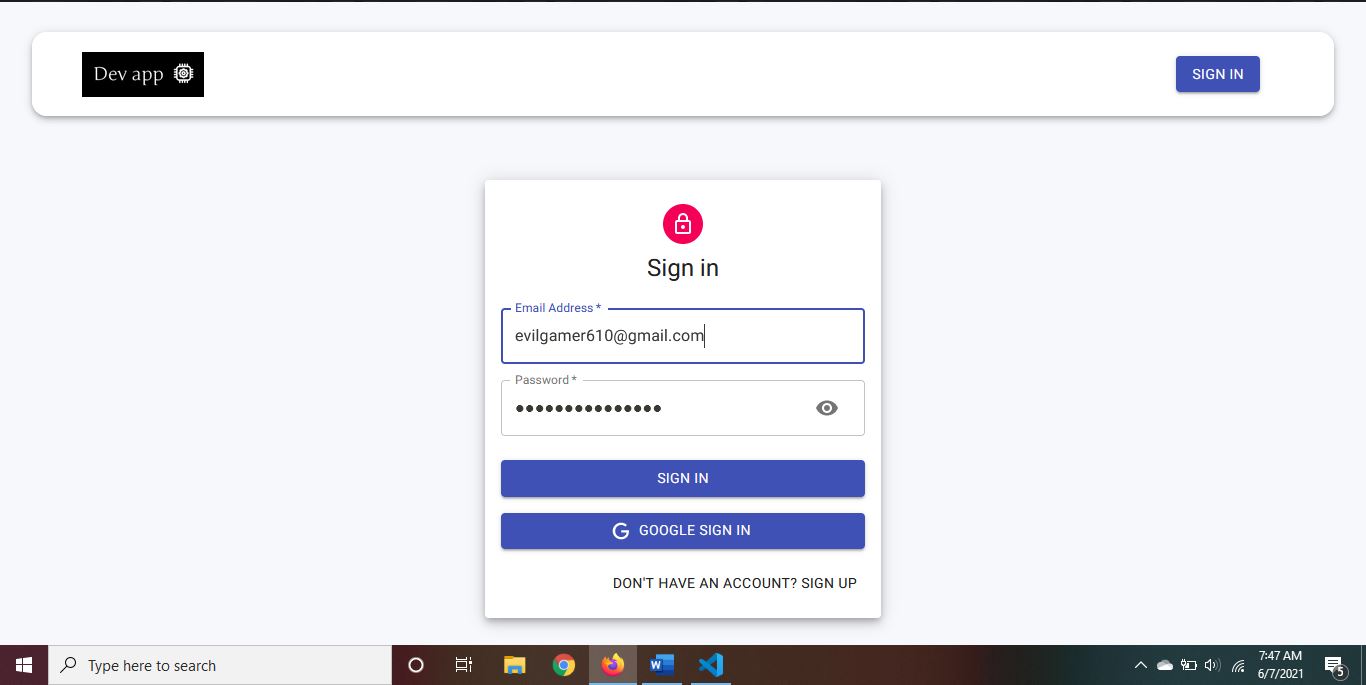 Dev app
SIGN IN
Sign in
Email Address *
evilgamer610@gmail.com
Password *
SIGN IN
GOOGLE SIGN IN
DON'T HAVE AN ACCOUNT? SIGN UP
Type here to search
7:47 AM
6/7/2021
5